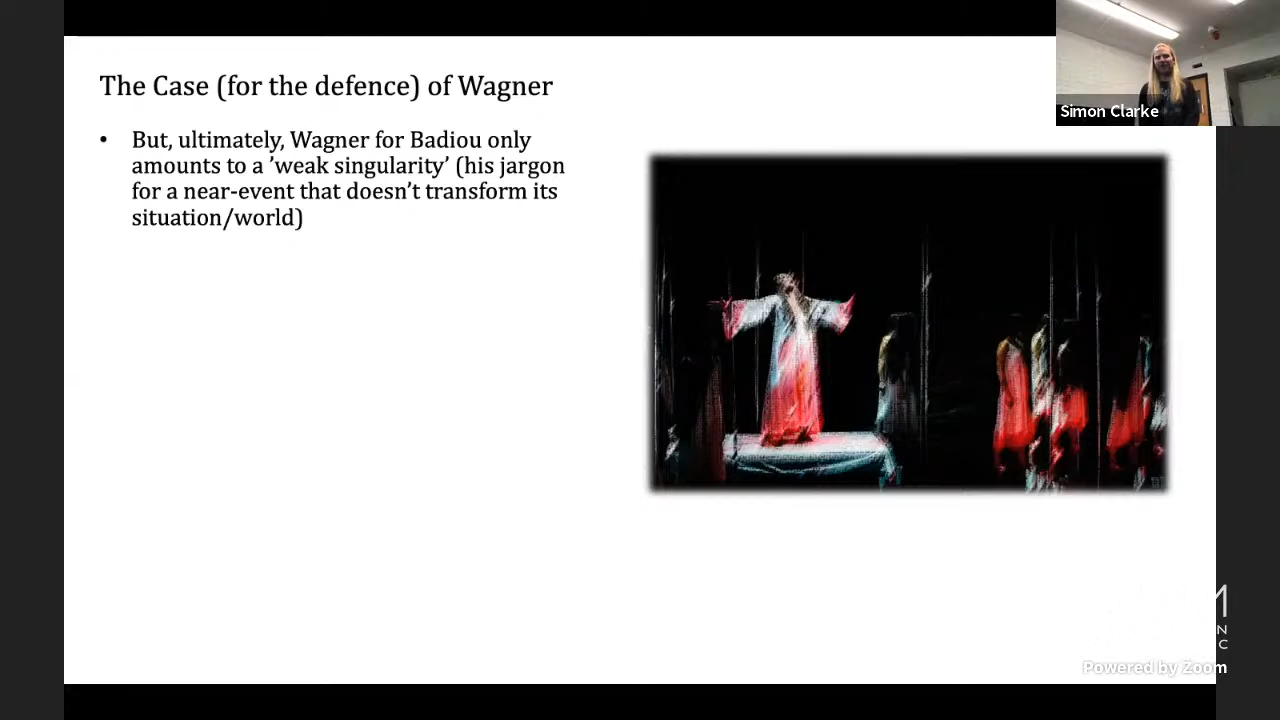 Simon Clarke
The Case (for the defence) of Wagner
• But, ultimately, Wagner for Badiou only
amounts to a ’weak singularity’ (his jargon
for a near-event that doesn’t transform its
situation/world)
M
N
C
Powered by Zoom